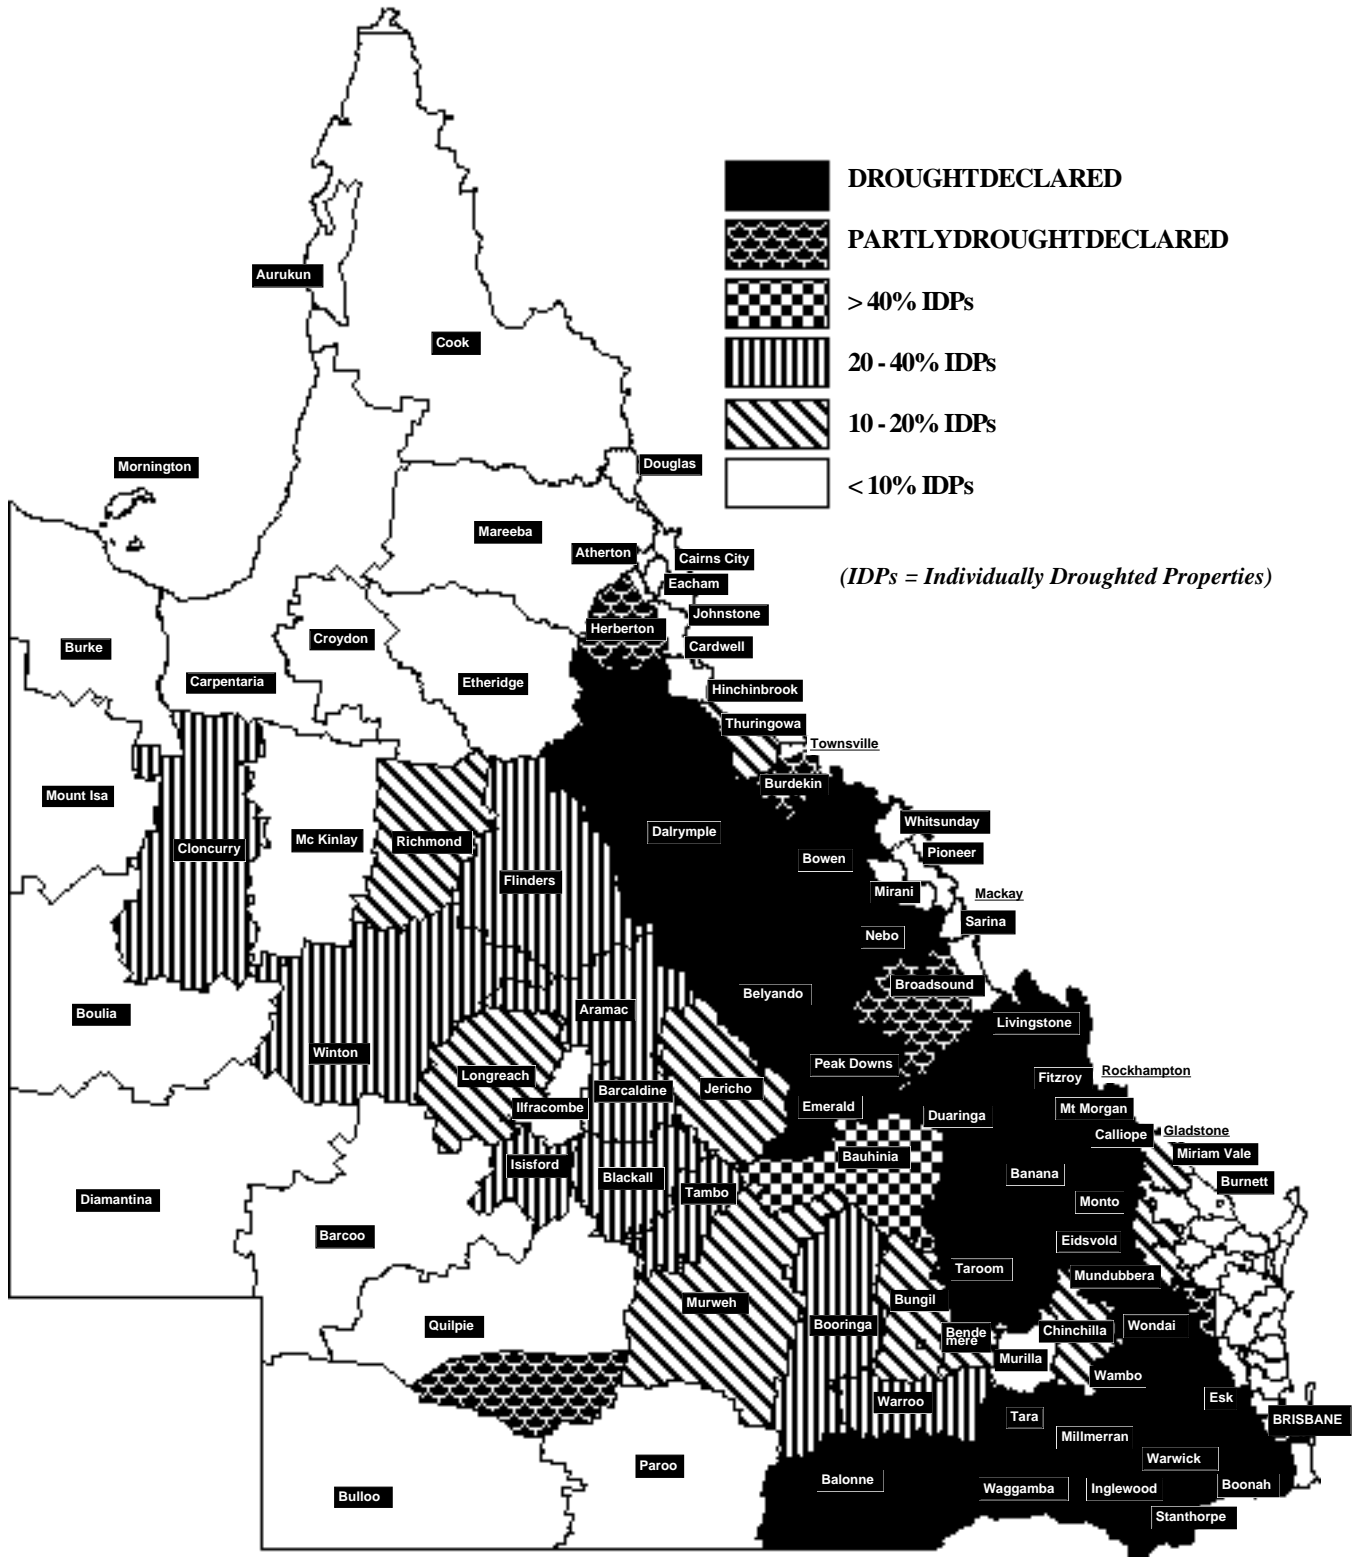 DROUGHTDECLARED
PARTLYDROUGHTDECLARED
> 40% IDPs
20 - 40% IDPs
10 - 20% IDPs
< 10% IDPs
(IDPs = Individually Droughted Properties)
Aurukun
Cook
Mornington
Douglas
Mareeba
Atherton
Cairns City
Eacham
Johnstone
Herberton
Croydon
Cardwell
Burke
Carpentaria
Etheridge
Hinchinbrook
Thuringowa
Townsville
Burdekin
Mount Isa
Whitsunday
Dalrymple
Mc Kinlay
Richmond
Cloncurry
Pioneer
Bowen
Flinders
Mirani
Mackay
Sarina
Nebo
Broadsound
Belyando
Aramac
Boulia
Livingstone
Winton
Peak Downs
Longreach
Rockhampton
Fitzroy
Jericho
Barcaldine
Ilfracombe
Emerald
Mt Morgan
Duaringa
Gladstone
Calliope
Miriam Vale
Bauhinia
Isisford
Banana
Blackall
Burnett
Tambo
Diamantina
Monto
Barcoo
Eidsvold
Taroom
Mundubbera
Bungil
Murweh
Quilpie
Booringa
Bende
mere
Chinchilla
Wondai
Murilla
Wambo
Esk
Warroo
Tara
BRISBANE
Millmerran
Warwick
Paroo
Balonne
Boonah
Waggamba
Inglewood
Bulloo
Stanthorpe